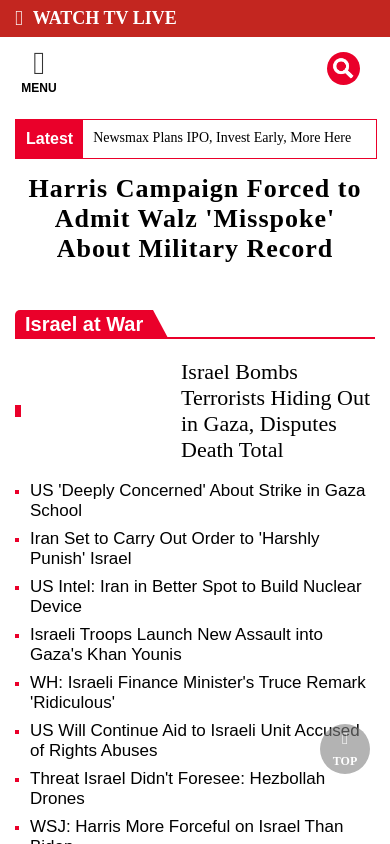 WATCH TV LIVE
MENU
Latest
Newsmax Plans IPO, Invest Early, More Here
Harris Campaign Forced to
Admit Walz 'Misspoke'
About Military Record
Israel at War
Israel Bombs
Terrorists Hiding Out
in Gaza, Disputes
Death Total
US 'Deeply Concerned' About Strike in Gaza
School
Iran Set to Carry Out Order to 'Harshly
Punish' Israel
US Intel: Iran in Better Spot to Build Nuclear
Device
Israeli Troops Launch New Assault into
Gaza's Khan Younis
WH: Israeli Finance Minister's Truce Remark
'Ridiculous'
US Will Continue Aid to Israeli Unit Accused
of Rights Abuses
TOP
Threat Israel Didn't Foresee: Hezbollah
Drones
WSJ: Harris More Forceful on Israel Than
Biden